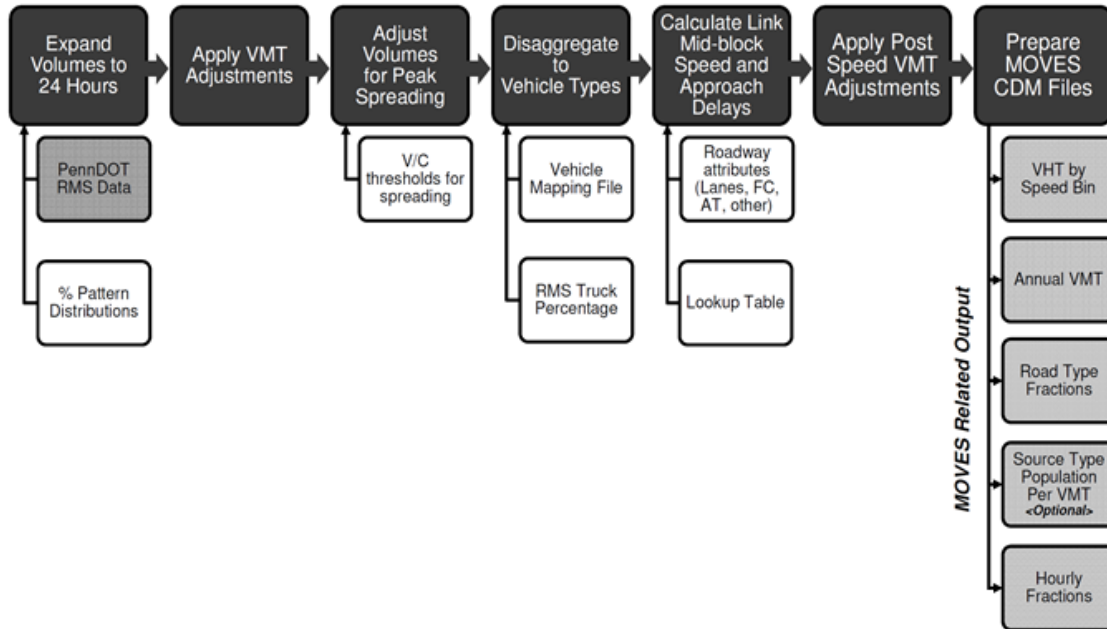 Expand
Volumes to
24 Hours
Apply VMT
Adjustments
Adjust
Volumes
for Peak
Spreading
Disaggregate
to
Vehicle Types
Calculate Link
Mid-block
Speed and
Approach
Delays
Apply Post
Speed VMT
Adjustments
Prepare
MOVES
CDM Files
PennDOT
RMS Data
% Pattern
Distributions
V/C
thresholds for
spreading
Vehicle
Mapping File
RMS Truck
Percentage
Roadway
attributes
(Lanes, FC,
AT, other)
Lookup Table
MOVES Related Output
VHT by
Speed Bin
Annual VMT
Road Type
Fractions
Source Type
Population
Per VMT
<Optional>
Hourly
Fractions